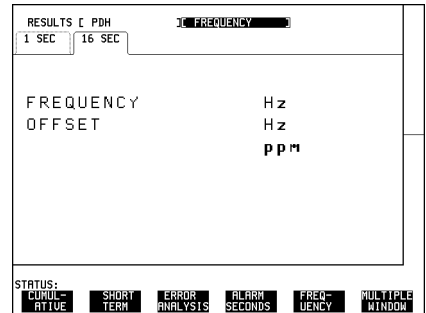 RESULTS [ PDH ][ FREQUENCY ]
1 SEC 16 SEC
FREQUENCY Hz
OFFSET Hz
ppm
STATUS:
CUMUL-
ATIVE
SHORT
TERM
ERROR
ANALYSIS
ALARM
SECONDS
FREQ-
UENCY
MULTIPLE
WINDOW